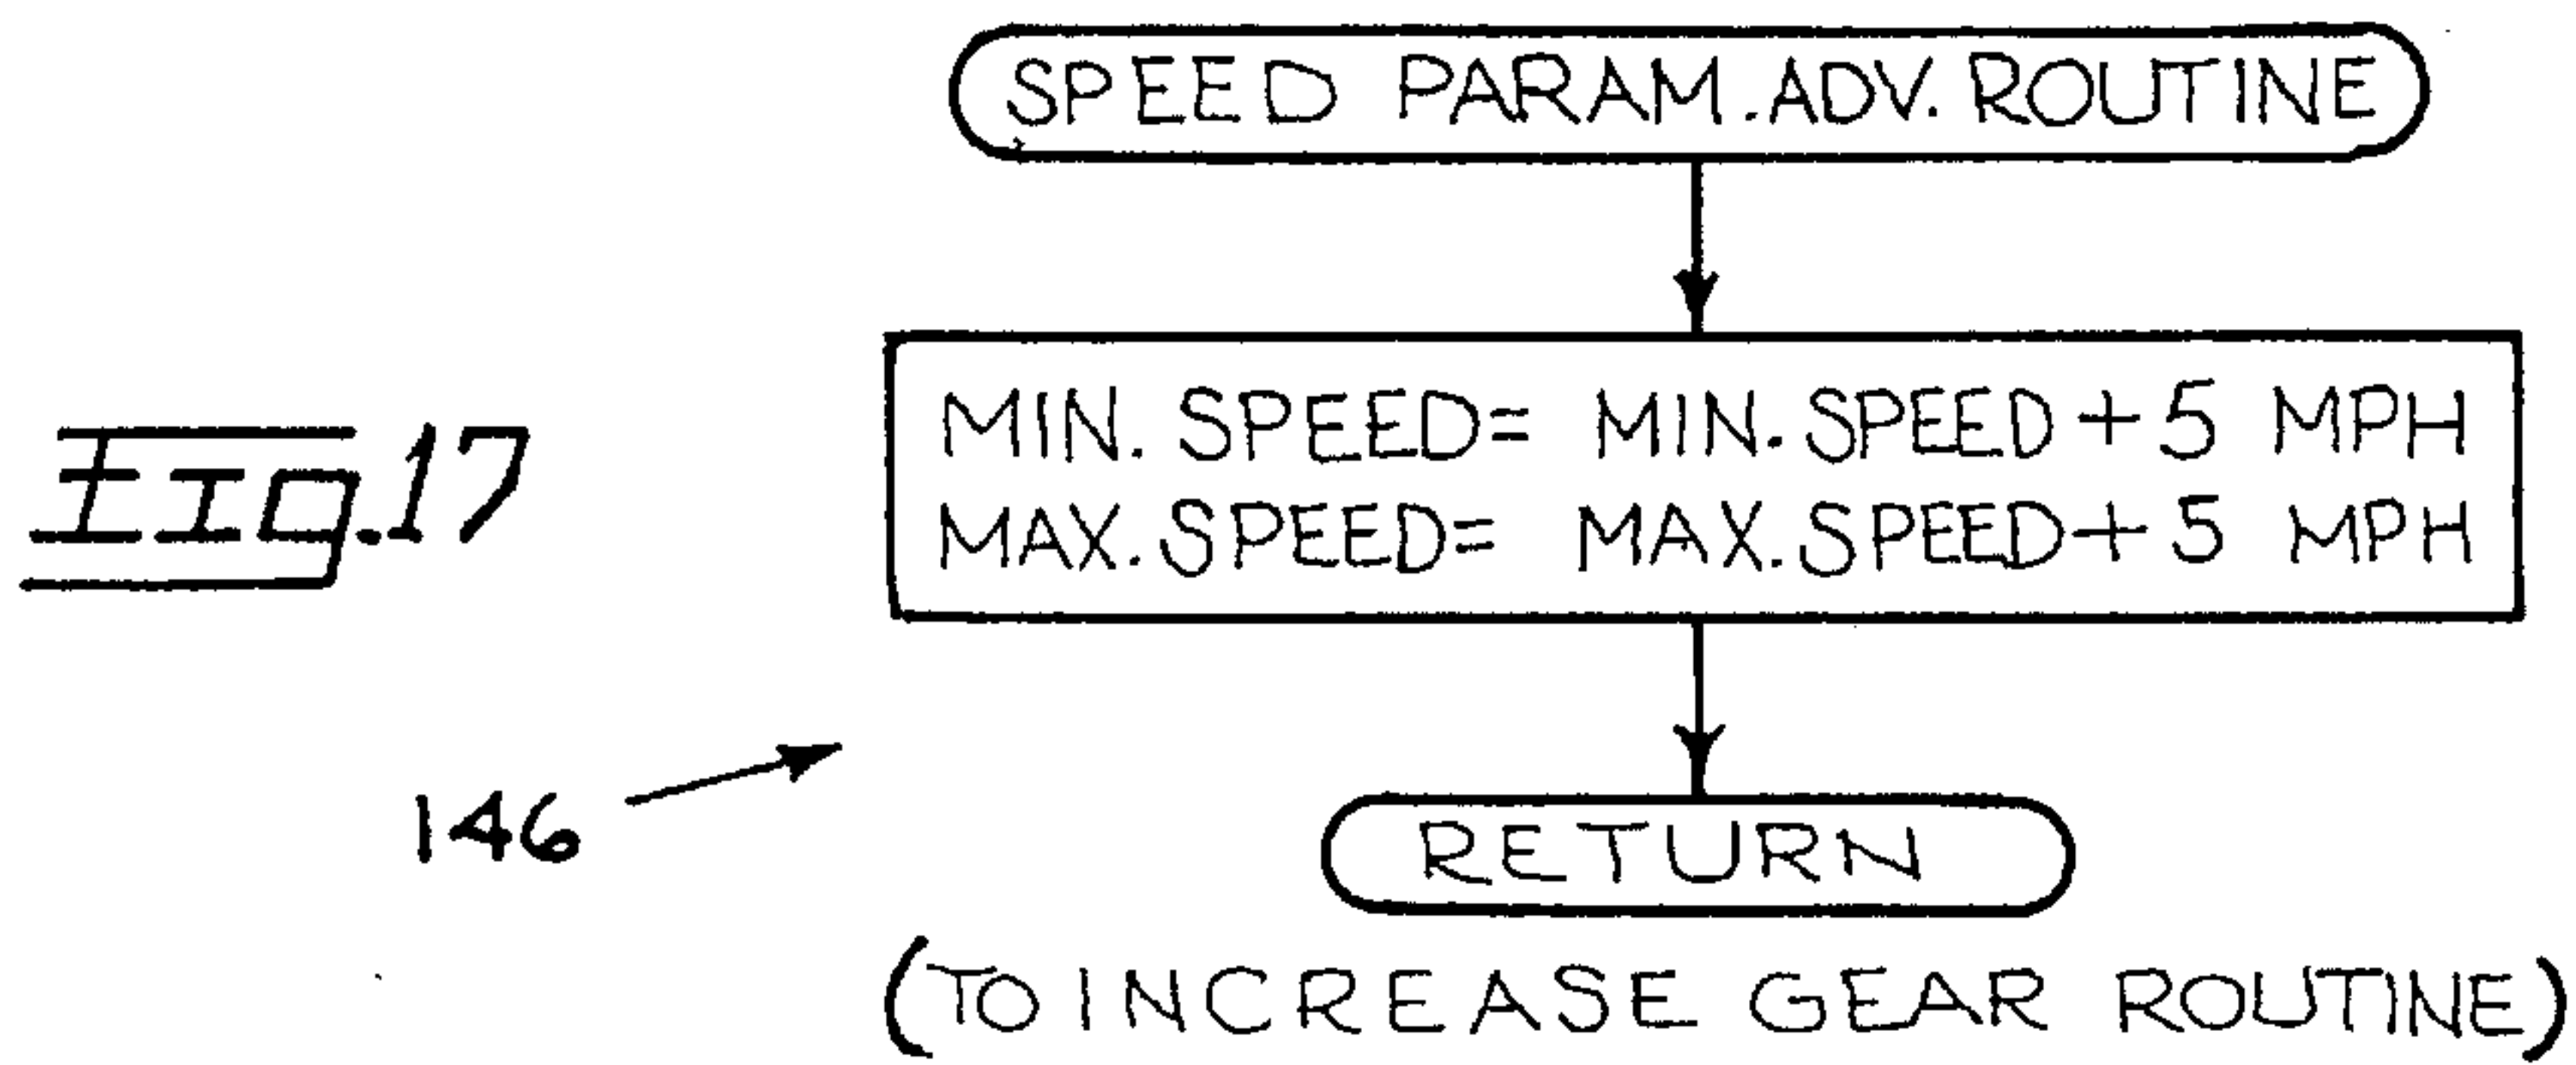 SPEED PARAM. ADV. ROUTINE
MIN. SPEED= MIN. SPEED+5 MPH
MAX. SPEED= MAX. SPEED+5 MPH
Fig. 17
146
RETURN
(TO INCREASE GEAR ROUTINE)